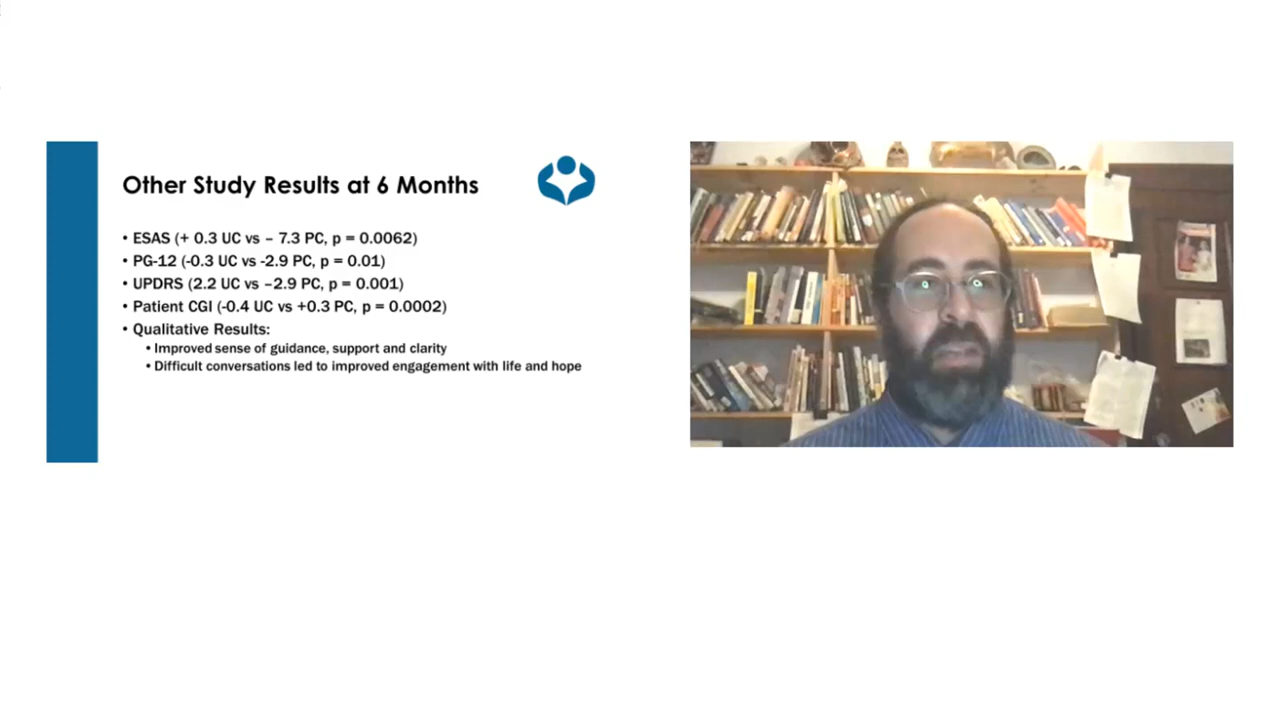 Other Study Results at 6 Months
• ESAS (+ 0.3 UC vs – 7.3 PC, p = 0.0062)
• PG-12 (-0.3 UC vs -2.9 PC, p = 0.01)
• UPDRS (2.2 UC vs –2.9 PC, p = 0.001)
• Patient CGI (-0.4 UC vs +0.3 PC, p = 0.0002)
• Qualitative Results:
• Improved sense of guidance, support and clarity
• Difficult conversations led to improved engagement with life and hope